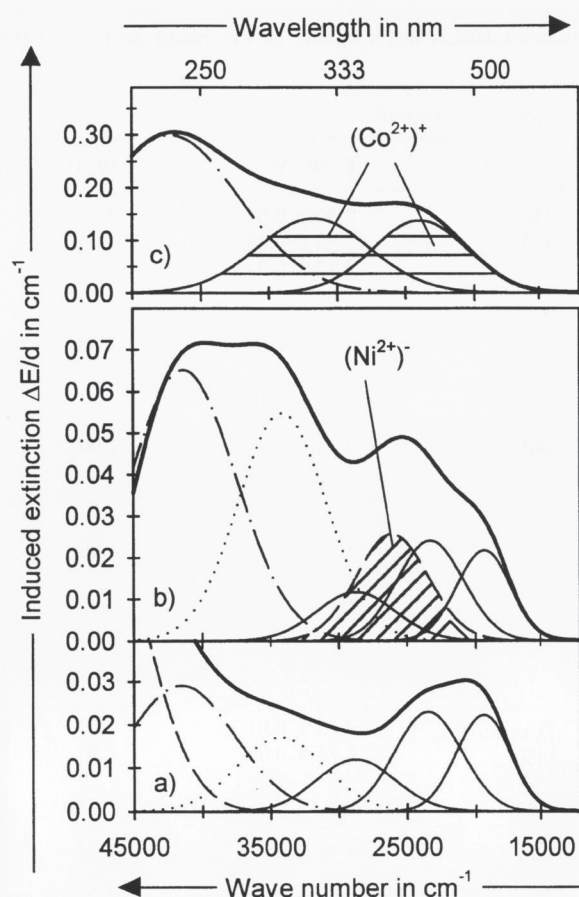 Wavelength in nm
250 333 500
Induced extinction ΔE/d in cm⁻¹
0.30
0.20
0.10
0.00
(Co²⁺)⁺
c)
0.07
0.06
0.05
0.04
0.03
0.02
0.01
0.00
(Ni²⁺)⁻
b)
0.03
0.02
0.01
0.00
a)
45000 35000 25000 15000
Wave number in cm⁻¹